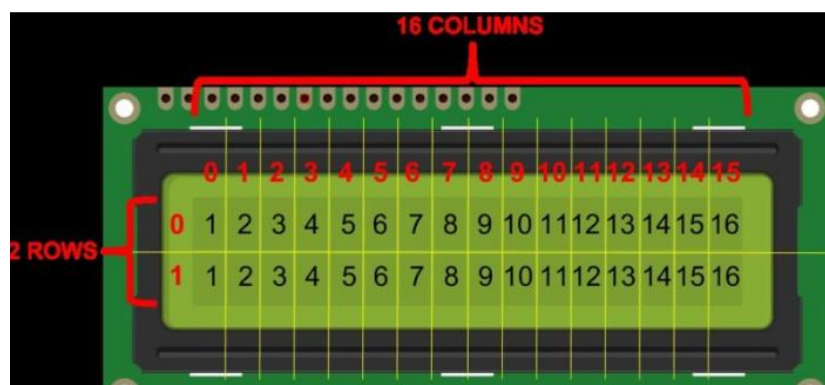 16 COLUMNS
0 1 2 3 4 5 6 7 8 9 10 11 12 13 14 15
0 1 2 3 4 5 6 7 8 9 10 11 12 13 14 15 16
2 ROWS
1 1 2 3 4 5 6 7 8 9 10 11 12 13 14 15 16